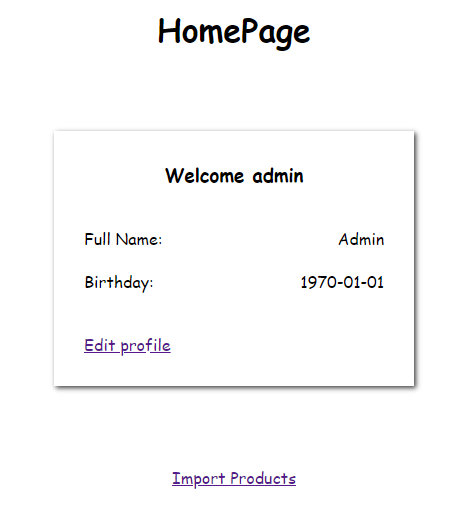 HomePage
Welcome admin
Full Name: Admin
Birthday: 1970-01-01
Edit profile
Import Products